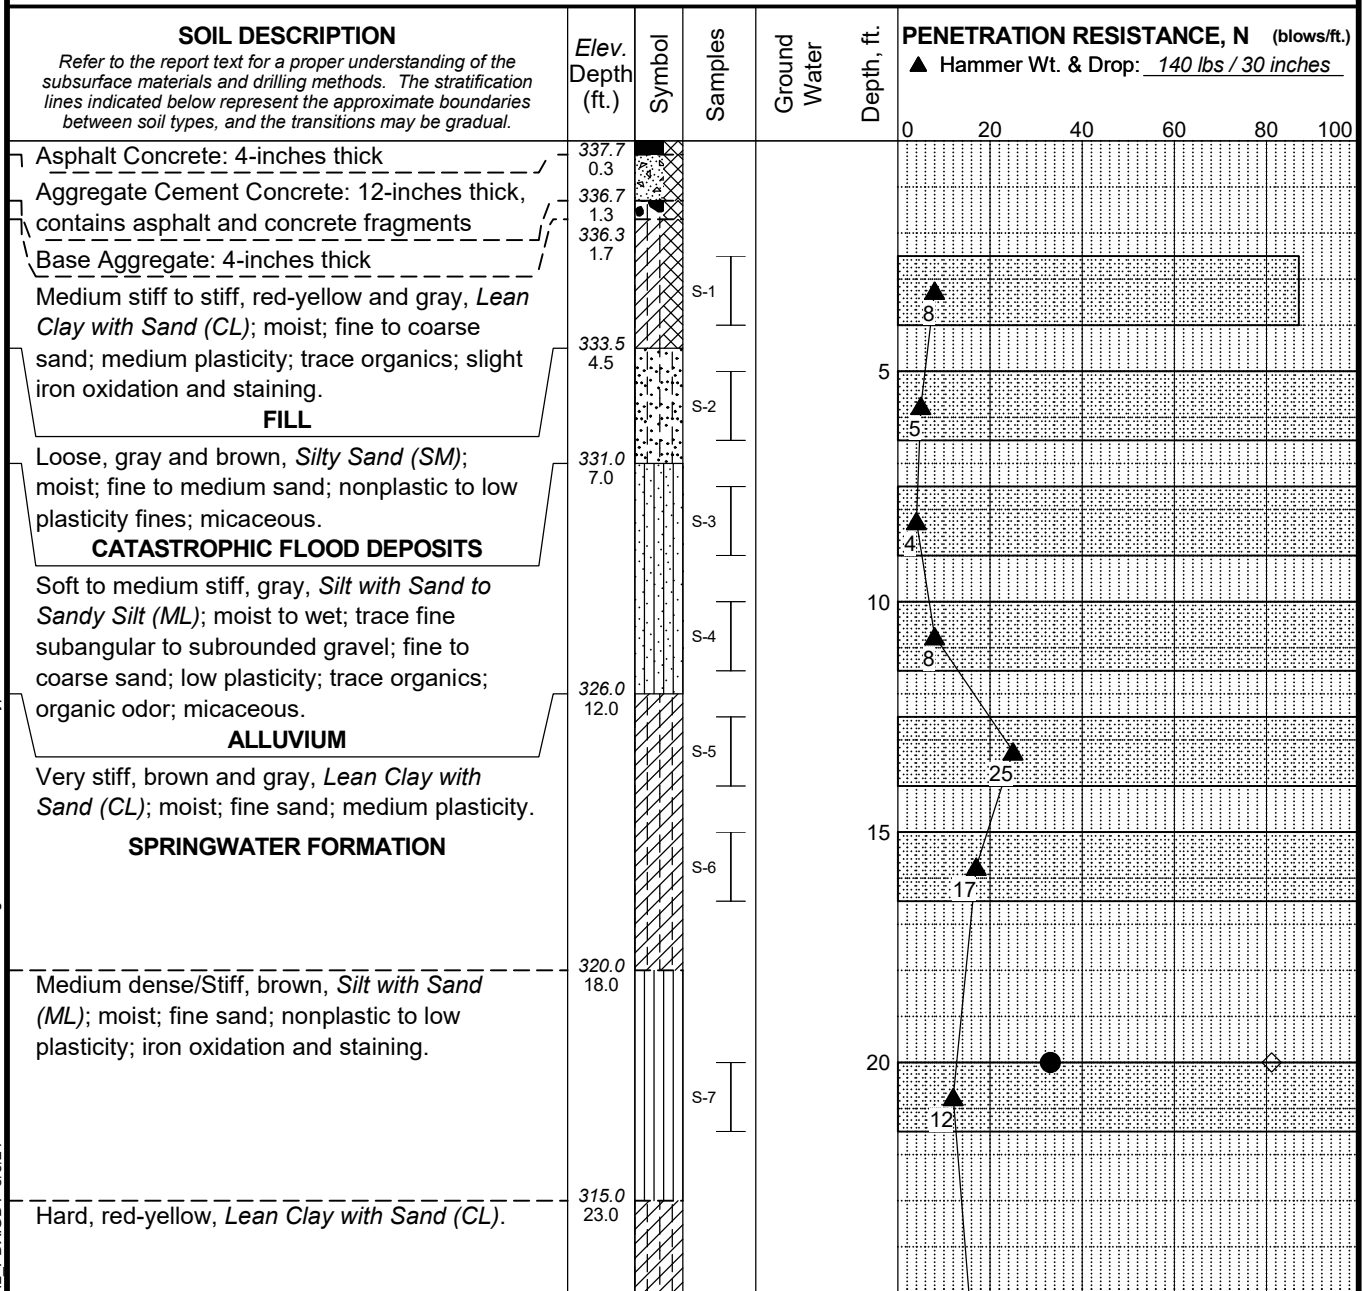 SOIL DESCRIPTION
Refer to the report text for a proper understanding of the
subsurface materials and drilling methods. The stratification
lines indicated below represent the approximate boundaries
between soil types, and the transitions may be gradual.
Elev.
Depth
(ft.)
Symbol
Samples
Ground
Water
Depth, ft.
PENETRATION RESISTANCE, N (blows/ft.)
▲ Hammer Wt. & Drop: 140 lbs / 30 inches
0 20 40 60 80 100
Asphalt Concrete: 4-inches thick
337.7
0.3
Aggregate Cement Concrete: 12-inches thick,
contains asphalt and concrete fragments
336.7
1.3
Base Aggregate: 4-inches thick
336.3
1.7
Medium stiff to stiff, red-yellow and gray, Lean
Clay with Sand (CL); moist; fine to coarse
sand; medium plasticity; trace organics; slight
iron oxidation and staining.
FILL
S-1
8
333.5
4.5
5
S-2
5
Loose, gray and brown, Silty Sand (SM);
moist; fine to medium sand; nonplastic to low
plasticity fines; micaceous.
CATASTROPHIC FLOOD DEPOSITS
331.0
7.0
S-3
4
Soft to medium stiff, gray, Silt with Sand to
Sandy Silt (ML); moist to wet; trace fine
subangular to subrounded gravel; fine to
coarse sand; low plasticity; trace organics;
organic odor; micaceous.
ALLUVIUM
10
S-4
8
326.0
12.0
S-5
25
Very stiff, brown and gray, Lean Clay with
Sand (CL); moist; fine sand; medium plasticity.
SPRINGWATER FORMATION
15
S-6
17
320.0
18.0
Medium dense/Stiff, brown, Silt with Sand
(ML); moist; fine sand; nonplastic to low
plasticity; iron oxidation and staining.
20
S-7
12
315.0
23.0
Hard, red-yellow, Lean Clay with Sand (CL).